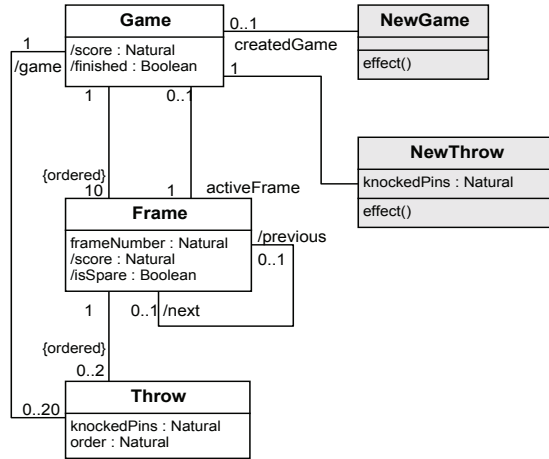 Game
/score : Natural
/finished : Boolean
0..1
createdGame
NewGame
effect()
1
/game
1
1
0..1
NewThrow
knockedPins : Natural
effect()
{ordered}
10
1
activeFrame
Frame
frameNumber : Natural
/score : Natural
/isSpare : Boolean
/previous
0..1
1
0..1
/next
{ordered}
0..2
Throw
knockedPins : Natural
order : Natural
0..20